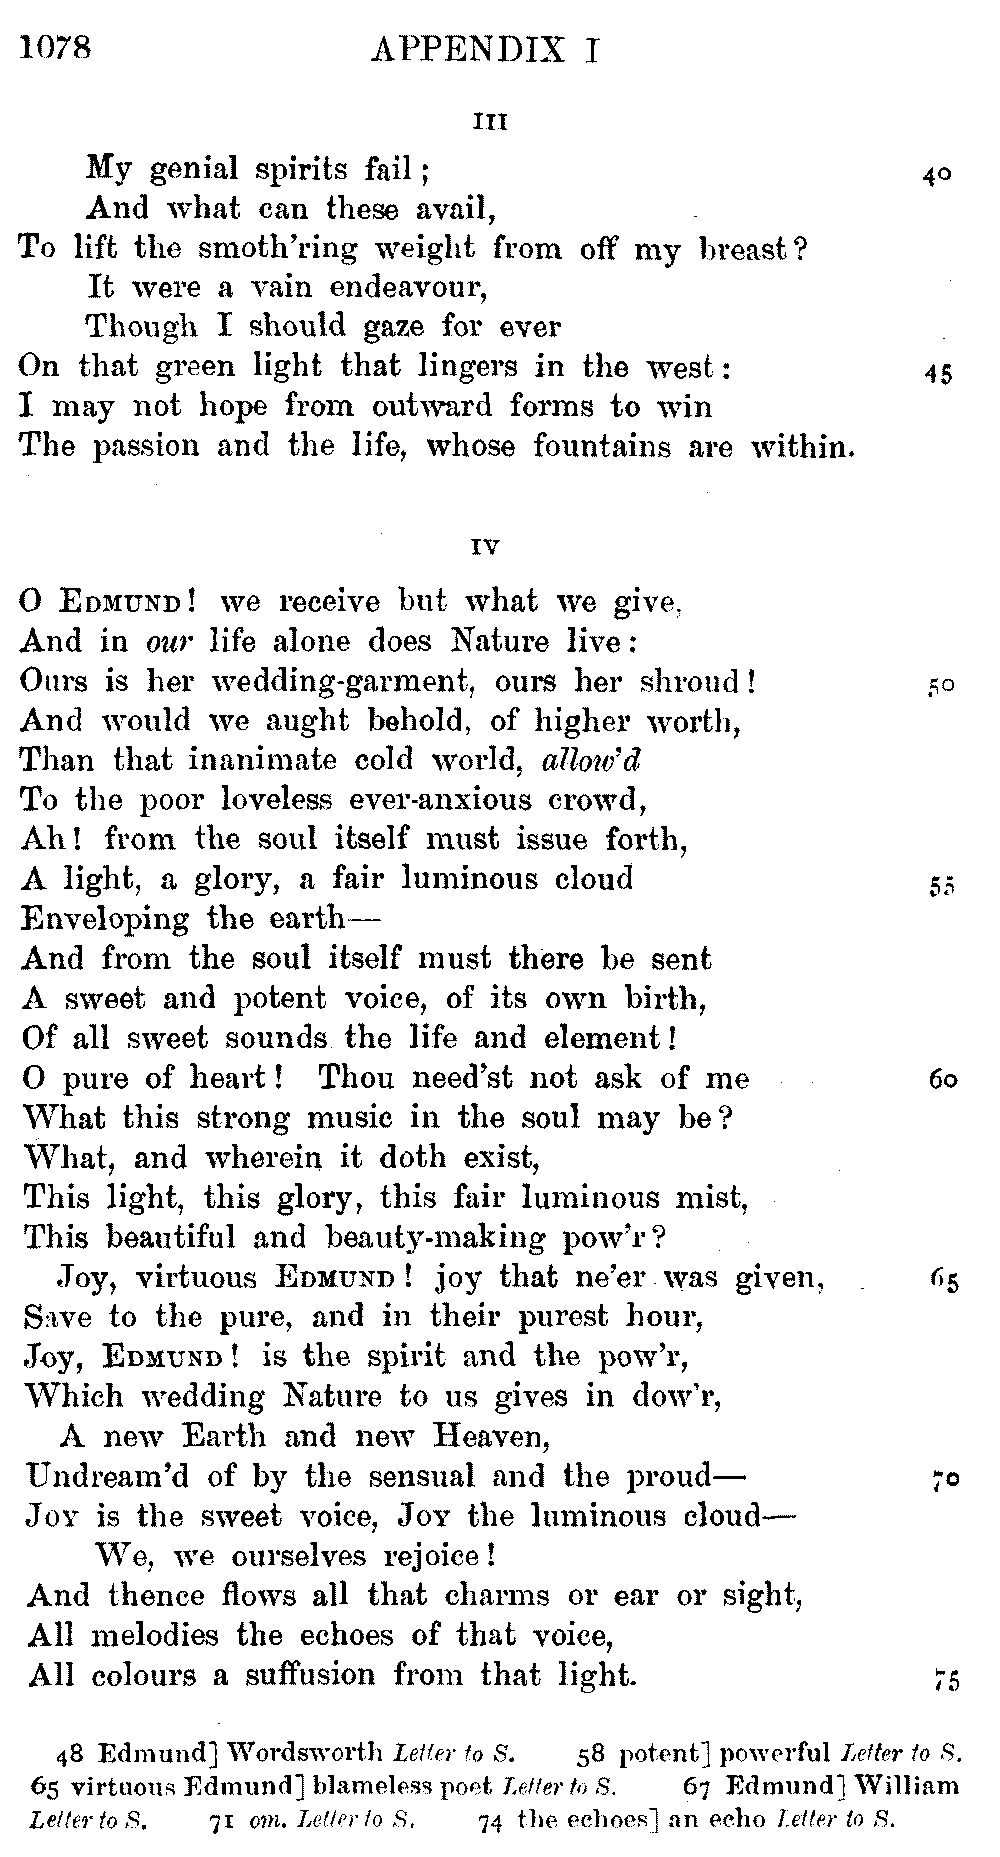 1078 APPENDIX I
III
My genial spirits fail ; 40
And what can these avail,
To lift the smoth'ring weight from off my breast?
It were a vain endeavour,
Though I should gaze for ever
On that green light that lingers in the west : 45
I may not hope from outward forms to win
The passion and the life, whose fountains are within.
IV
O EDMUND! we receive but what we give,
And in our life alone does Nature live :
Ours is her wedding-garment, ours her shroud! 50
And would we aught behold, of higher worth,
Than that inanimate cold world, allow'd
To the poor loveless ever-anxious crowd,
Ah! from the soul itself must issue forth,
A light, a glory, a fair luminous cloud 55
Enveloping the earth—
And from the soul itself must there be sent
A sweet and potent voice, of its own birth,
Of all sweet sounds the life and element!
O pure of heart! Thou need'st not ask of me 60
What this strong music in the soul may be?
What, and wherein it doth exist,
This light, this glory, this fair luminous mist,
This beautiful and beauty-making pow'r?
Joy, virtuous EDMUND! joy that ne'er was given, 65
Save to the pure, and in their purest hour,
Joy, EDMUND! is the spirit and the pow'r,
Which wedding Nature to us gives in dow'r,
A new Earth and new Heaven,
Undream'd of by the sensual and the proud— 70
JOY is the sweet voice, JOY the luminous cloud—
We, we ourselves rejoice!
And thence flows all that charms or ear or sight,
All melodies the echoes of that voice,
All colours a suffusion from that light. 75
48 Edmund] Wordsworth Letter to S. 58 potent] powerful Letter to S.
65 virtuous Edmund] blameless poet Letter to S. 67 Edmund] William
Letter to S. 71 om. Letter to S. 74 the echoes] an echo Letter to S.